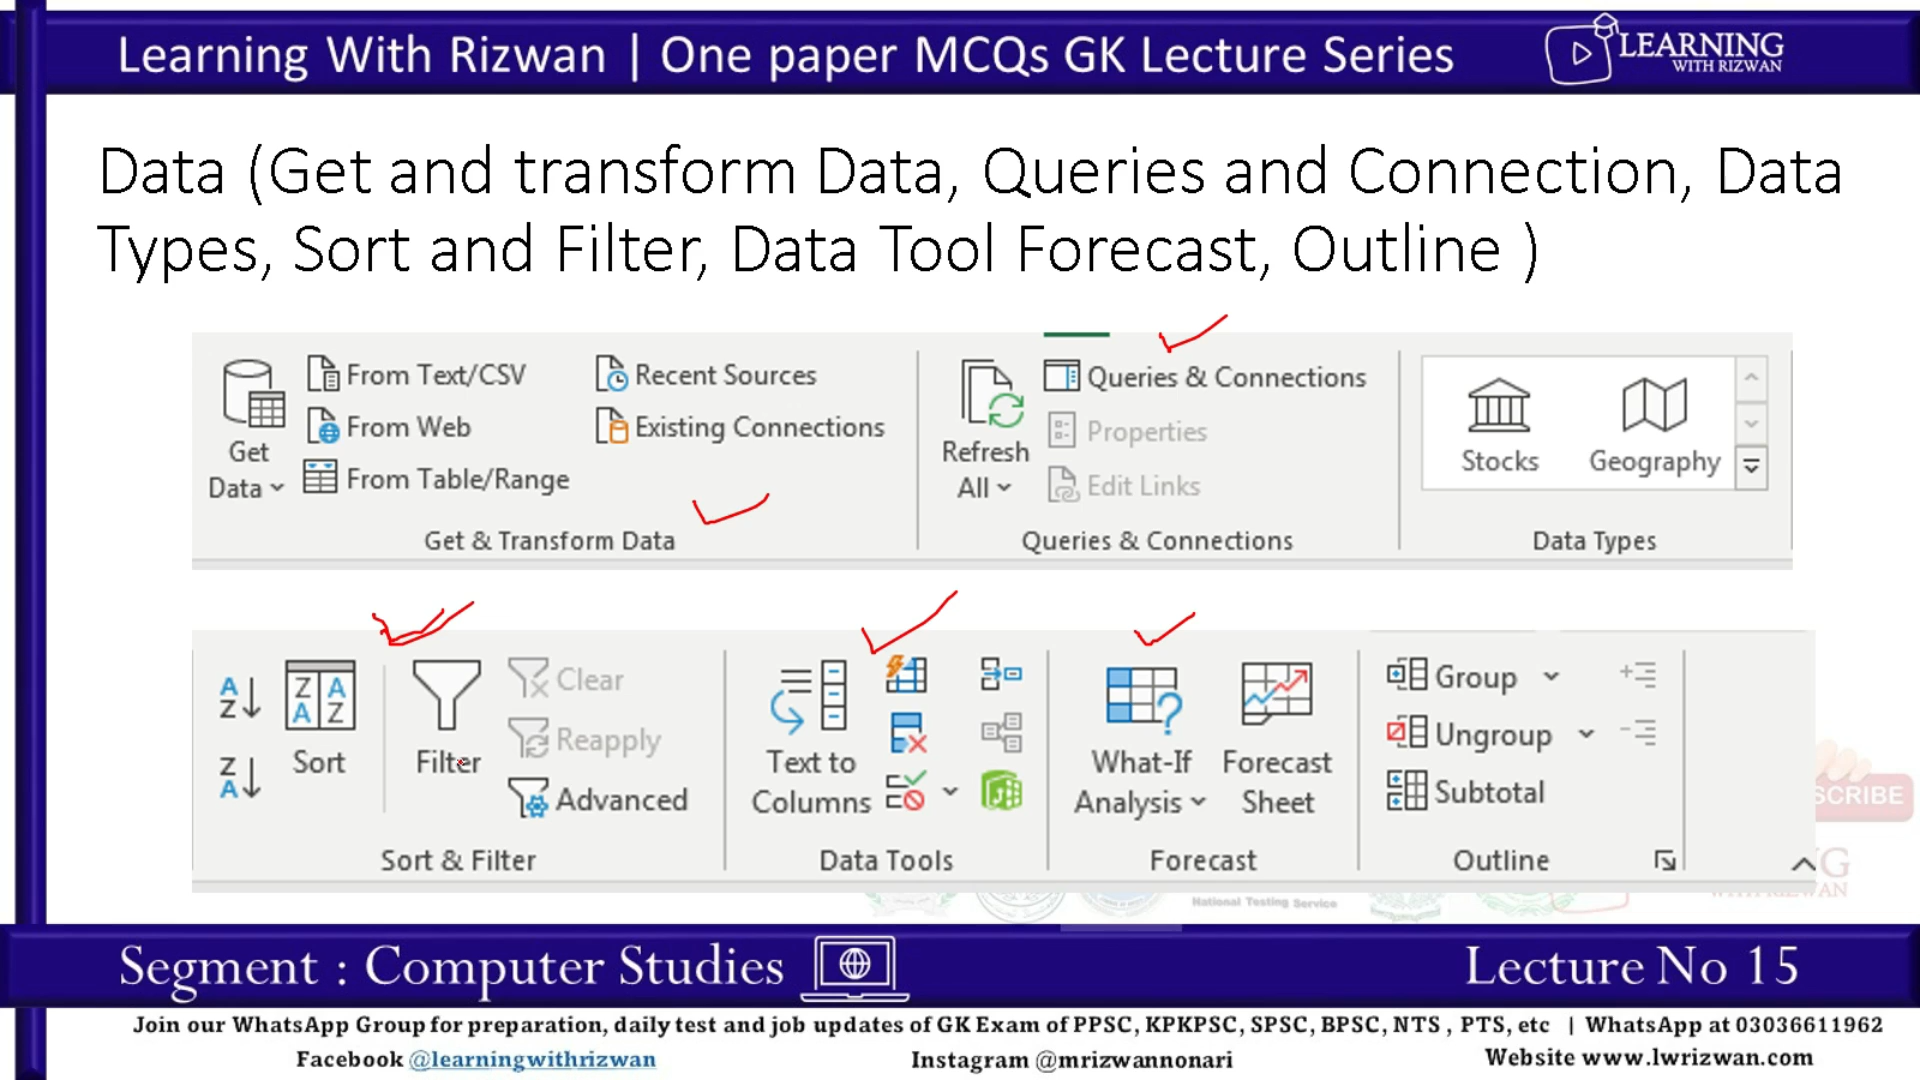 Learning With Rizwan | One paper MCQs GK Lecture Series
LEARNING
WITH RIZWAN
Data (Get and transform Data, Queries and Connection, Data
Types, Sort and Filter, Data Tool Forecast, Outline )
Get
Data
From Text/CSV
From Web
From Table/Range
Recent Sources
Existing Connections
Get & Transform Data
Refresh
All
Queries & Connections
Properties
Edit Links
Queries & Connections
Stocks
Geography
Data Types
A
Z
Z
A
Z A
A Z
Sort
Filter
Clear
Reapply
Advanced
Sort & Filter
Text to
Columns
Data Tools
What-If
Analysis
Forecast
Sheet
Forecast
Group
Ungroup
Subtotal
Outline
SCRIBE
G
WAN
National Testing Service
Segment : Computer Studies
Lecture No 15
Join our WhatsApp Group for preparation, daily test and job updates of GK Exam of PPSC, KPKPSC, SPSC, BPSC, NTS , PTS, etc | WhatsApp at 03036611962
Facebook @learningwithrizwan
Instagram @mrizwannonari
Website www.lwrizwan.com